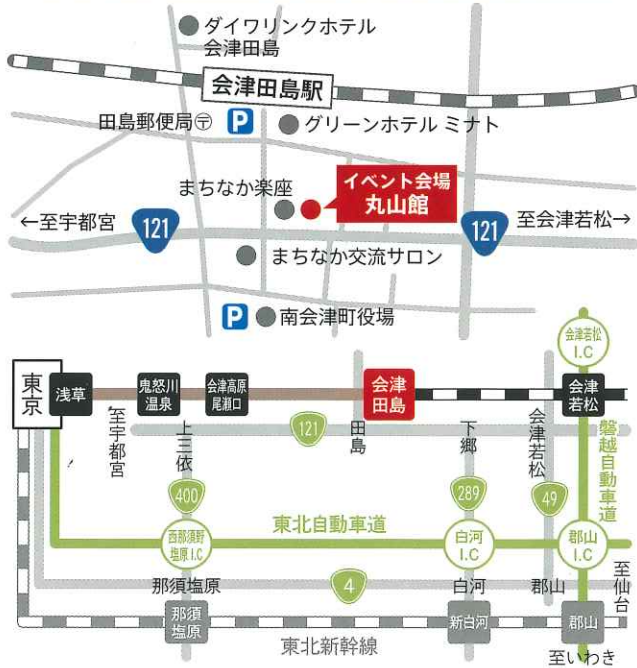 ダイワリンクホテル
会津田島
会津田島駅
田島郵便局〒
P
グリーンホテル ミナト
まちなか楽座
イベント会場
丸山館
←至宇都宮
121
121
至会津若松→
まちなか交流サロン
P
南会津町役場
会津若松
I.C
東京
浅草
鬼怒川
温泉
会津高原
尾瀬口
会津
田島
会津
若松
至宇都宮
上三依
121
田島
下郷
会津若松
磐越自動車道
400
289
49
西那須野
塩原I.C
東北自動車道
白河
I.C
郡山
I.C
那須塩原
4
白河
郡山
至仙台
那須
塩原
新白河
郡山
東北新幹線
至いわき